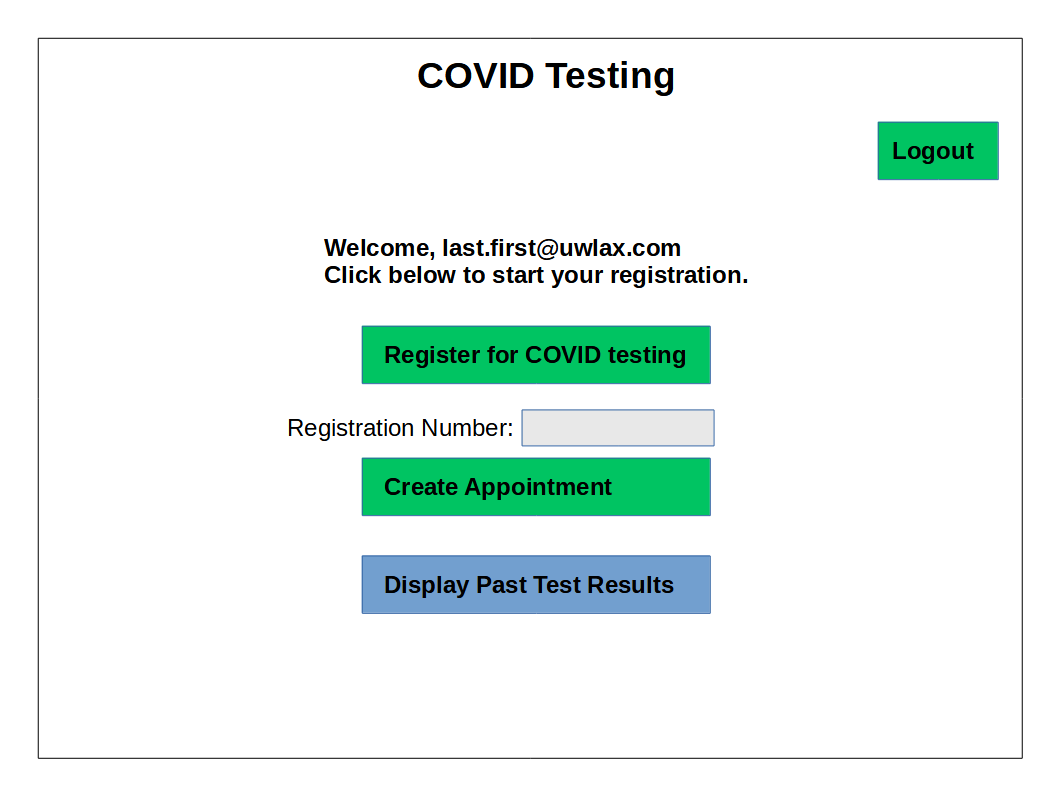 COVID Testing
Logout
Welcome, last.first@uwlax.com
Click below to start your registration.
Register for COVID testing
Registration Number:
Create Appointment
Display Past Test Results